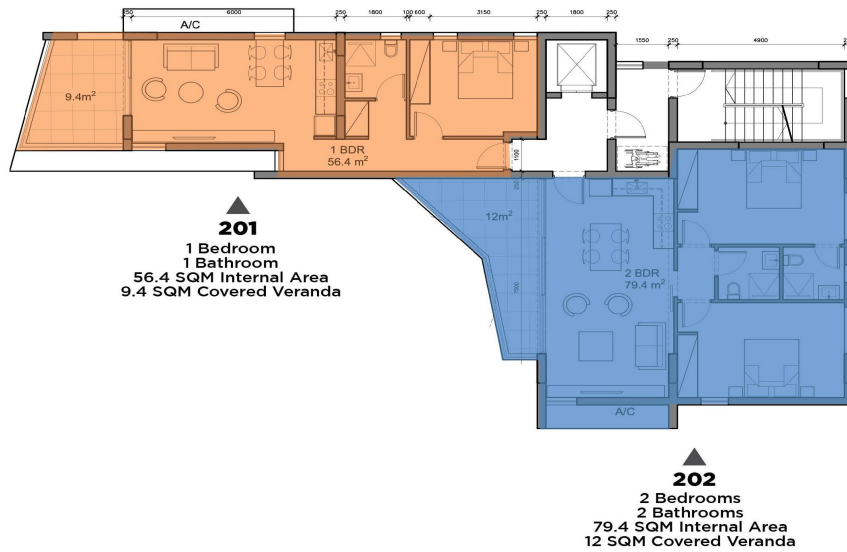 250 6000 250 1800 100 600 3150 250 1800 250
A/C
1550 250 4900 2
9.4m²
1 BDR
56.4 m²
1100
250
12m²
2 BDR
79.4 m²
7000
A/C
201
1 Bedroom
1 Bathroom
56.4 SQM Internal Area
9.4 SQM Covered Veranda
202
2 Bedrooms
2 Bathrooms
79.4 SQM Internal Area
12 SQM Covered Veranda